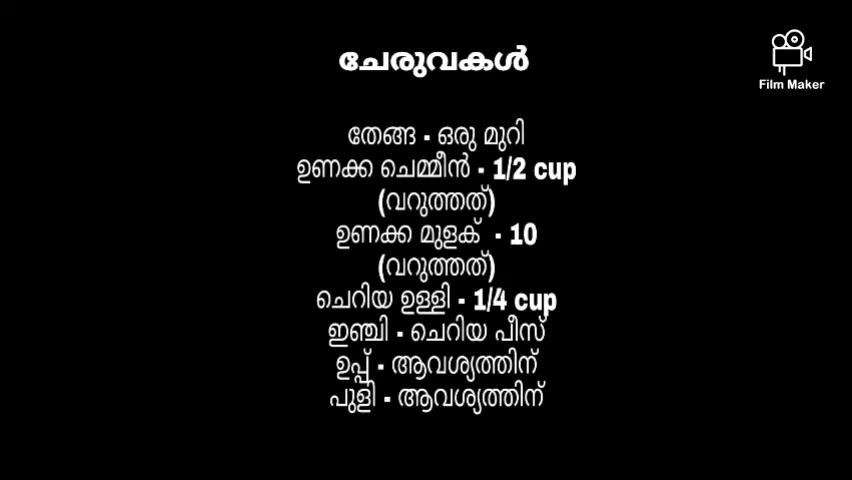 ചേരുവകൾ
Film Maker
തേങ്ങ - ഒരു മുറി
ഉണക്ക ചെമ്മീൻ - 1/2 cup
(വറുത്തത്)
ഉണക്ക മുളക് - 10
(വറുത്തത്)
ചെറിയ ഉള്ളി - 1/4 cup
ഇഞ്ചി - ചെറിയ പീസ്
ഉപ്പ് - ആവശ്യത്തിന്
പുളി - ആവശ്യത്തിന്